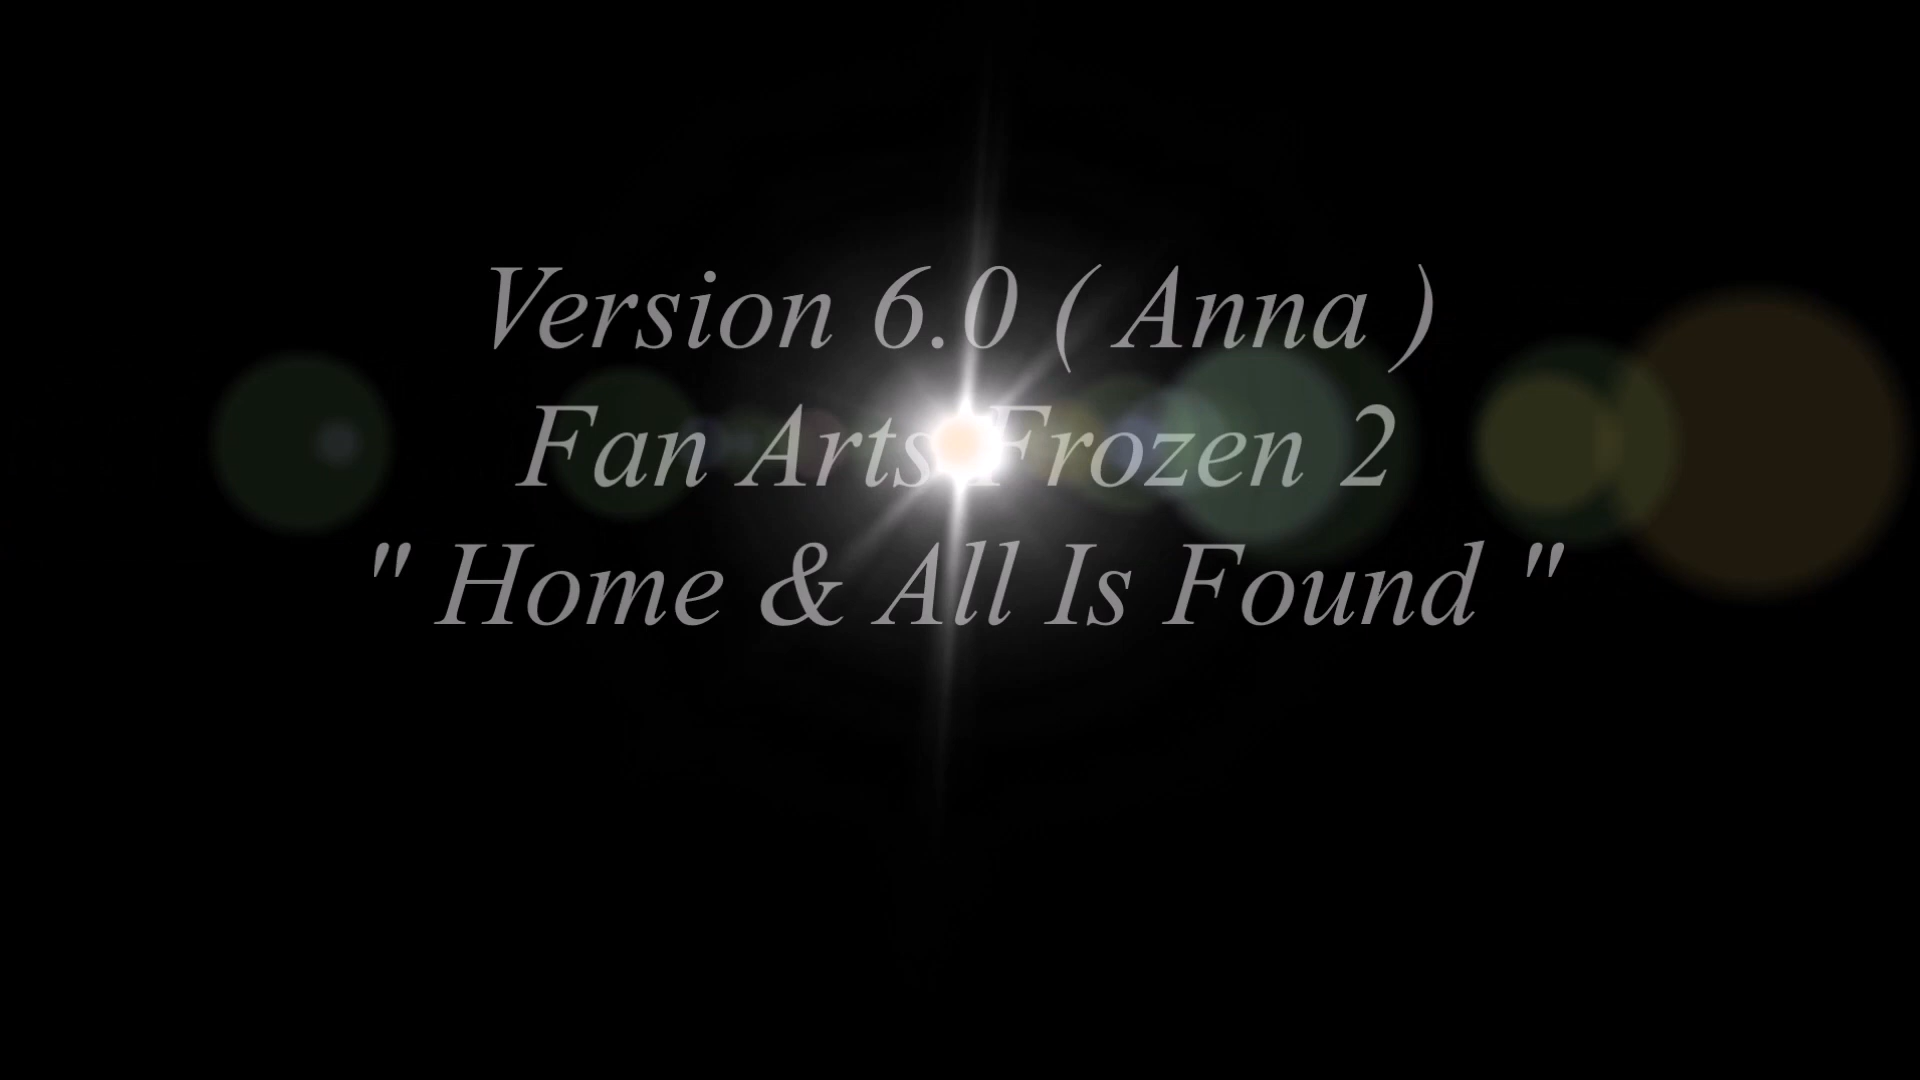 Version 6.0 ( Anna )
Fan Arts Frozen 2
" Home & All Is Found "